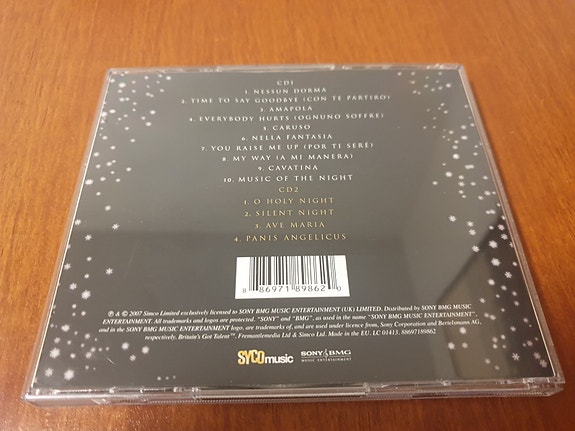 CD1
1. NESSUN DORMA
2. TIME TO SAY GOODBYE (CON TE PARTIRO)
3. AMAPOLA
4. EVERYBODY HURTS (OGNUNO SOFFRE)
5. CARUSO
6. NELLA FANTASIA
7. YOU RAISE ME UP (POR TI SERÉ)
8. MY WAY (A MI MANERA)
9. CAVATINA
10. MUSIC OF THE NIGHT
CD2
1. O HOLY NIGHT
2. SILENT NIGHT
3. AVE MARIA
4. PANIS ANGELICUS
8 86971 89862 0
℗ & © 2007 Simco Limited exclusively licensed to SONY BMG MUSIC ENTERTAINMENT (UK) LIMITED. Distributed by SONY BMG MUSIC
ENTERTAINMENT. All trademarks and logos are protected. "SONY" and "BMG", as used in the name "SONY BMG MUSIC ENTERTAINMENT",
and in the SONY BMG MUSIC ENTERTAINMENT logo, are trademarks of, and are used under licence from, Sony Corporation and Bertelsmann AG,
respectively. Britain's Got Talent™. Fremantlemedia Ltd & Simco Ltd. Made in the E.U. LC 01413. 88697189862
SYCOmusic
SONY BMG
MUSIC ENTERTAINMENT